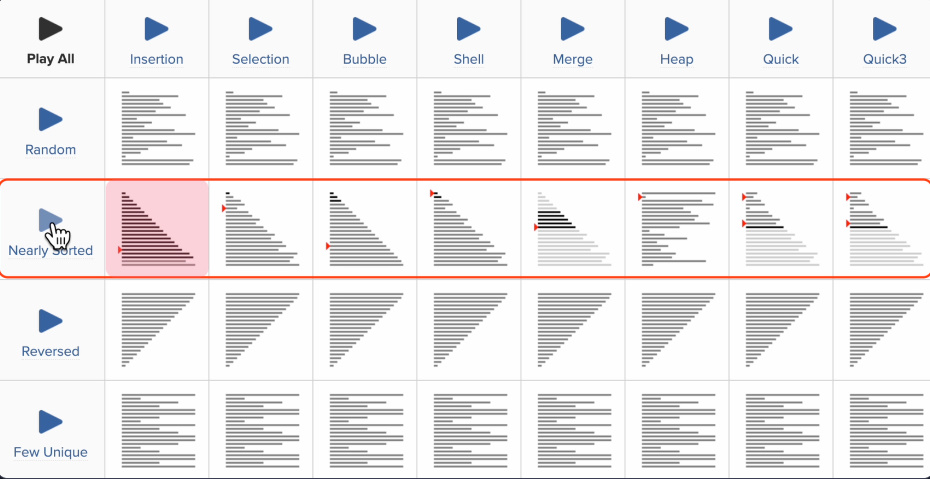 Play All
Insertion
Selection
Bubble
Shell
Merge
Heap
Quick
Quick3
Random
Nearly Sorted
Reversed
Few Unique